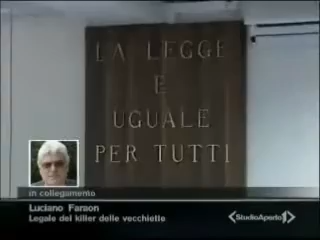 LA LEGGE
E
UGUALE
PER TUTTI
in collegamento
Luciano Faraon
Legale del killer delle vecchiette
StudioAperto